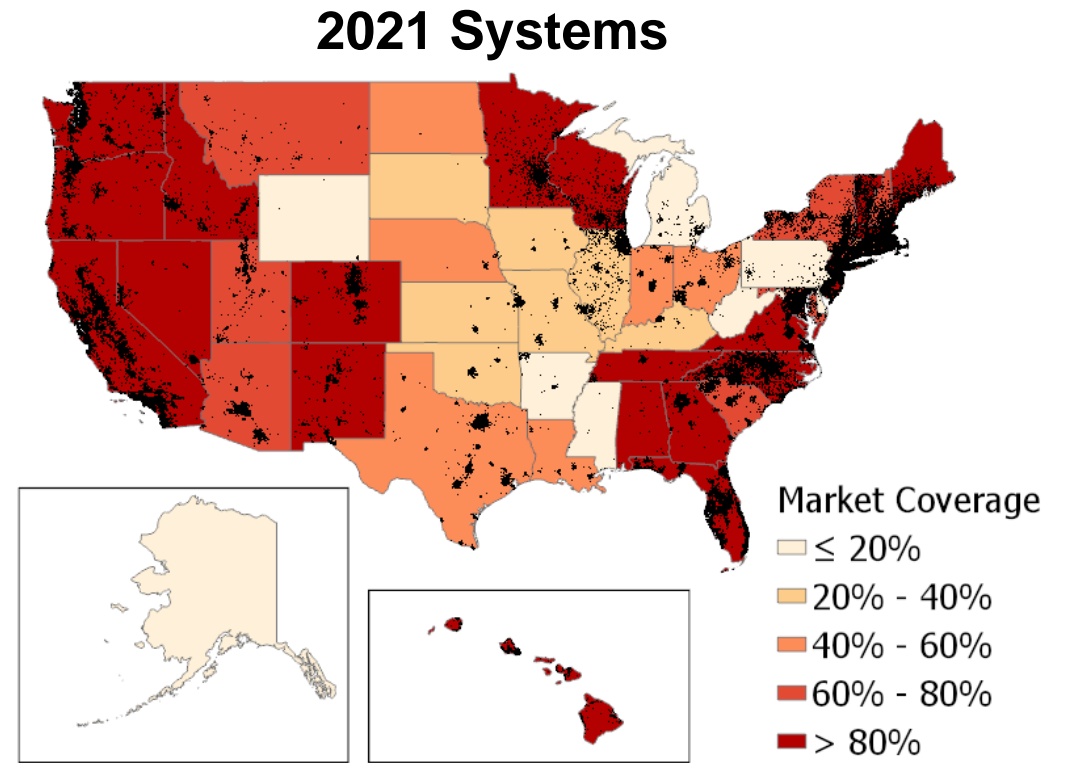 2021 Systems
Market Coverage
≤ 20%
20% - 40%
40% - 60%
60% - 80%
> 80%